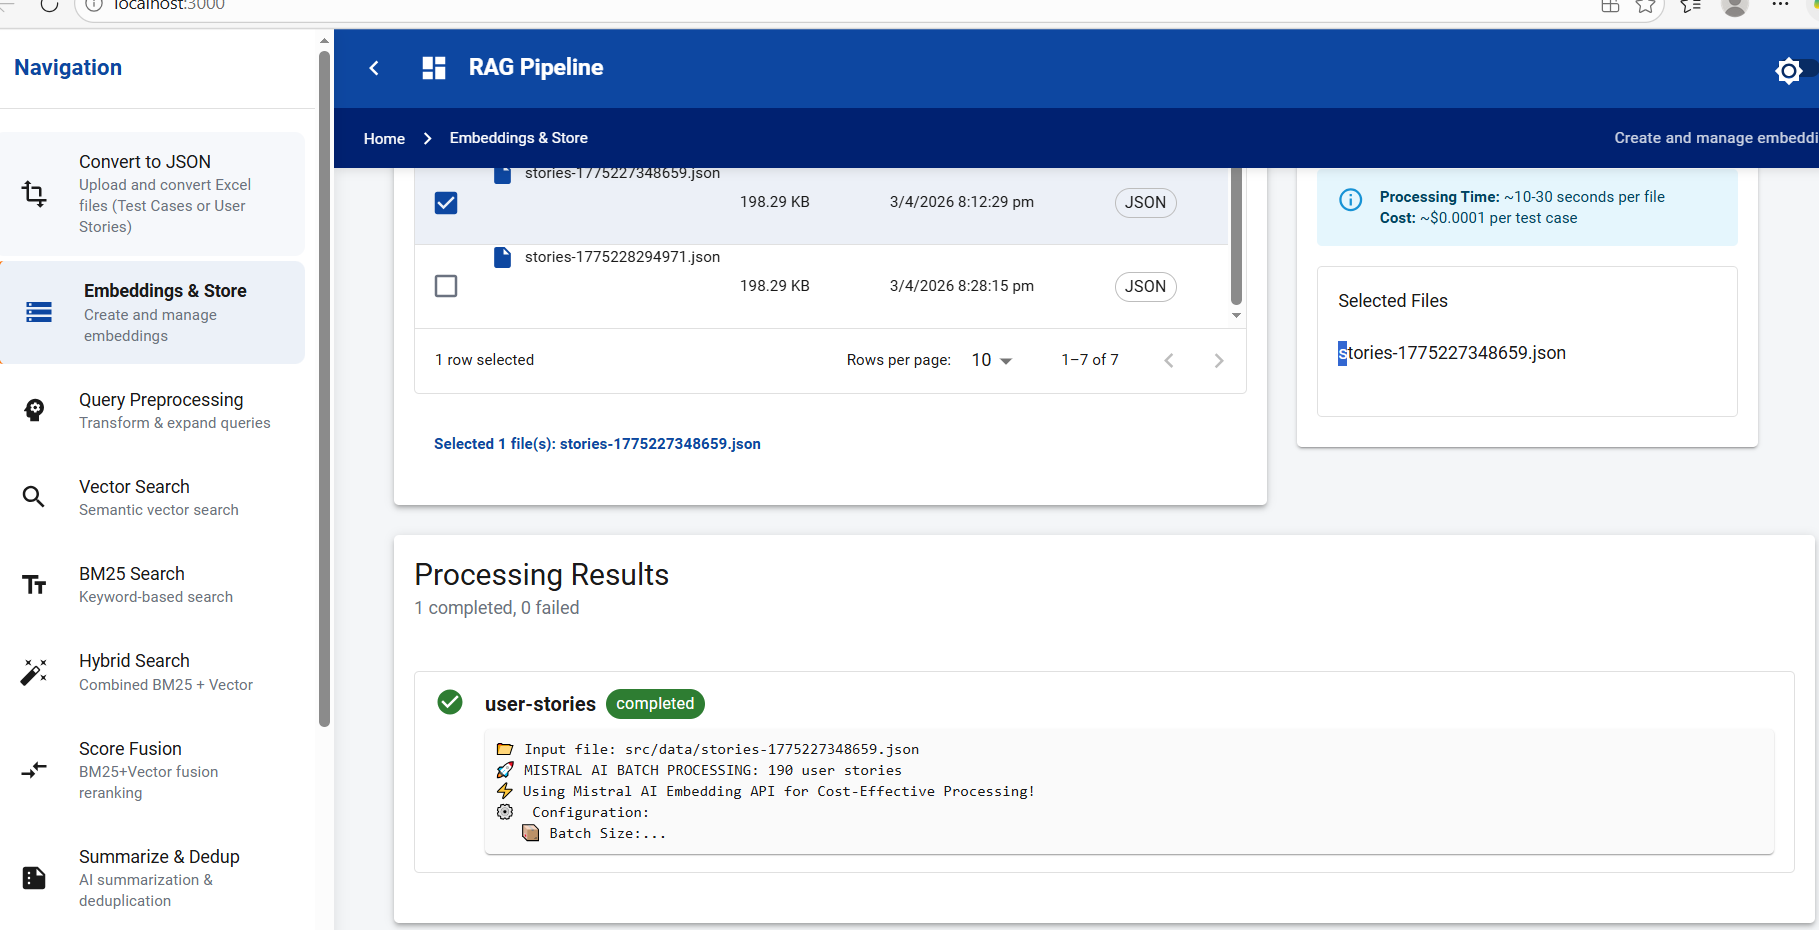 localhost:3000
Navigation
RAG Pipeline
Home
Embeddings & Store
Create and manage embeddi
Convert to JSON
Upload and convert Excel
files (Test Cases or User
Stories)
Embeddings & Store
Create and manage
embeddings
Query Preprocessing
Transform & expand queries
Vector Search
Semantic vector search
BM25 Search
Keyword-based search
Hybrid Search
Combined BM25 + Vector
Score Fusion
BM25+Vector fusion
reranking
Summarize & Dedup
AI summarization &
deduplication
stories-1775227348659.json
198.29 KB 3/4/2026 8:12:29 pm JSON
stories-1775228294971.json
198.29 KB 3/4/2026 8:28:15 pm JSON
1 row selected Rows per page: 10 1–7 of 7
Selected 1 file(s): stories-1775227348659.json
Processing Time: ~10-30 seconds per file
Cost: ~$0.0001 per test case
Selected Files
stories-1775227348659.json
Processing Results
1 completed, 0 failed
user-stories completed
Input file: src/data/stories-1775227348659.json
MISTRAL AI BATCH PROCESSING: 190 user stories
Using Mistral AI Embedding API for Cost-Effective Processing!
Configuration:
Batch Size:...